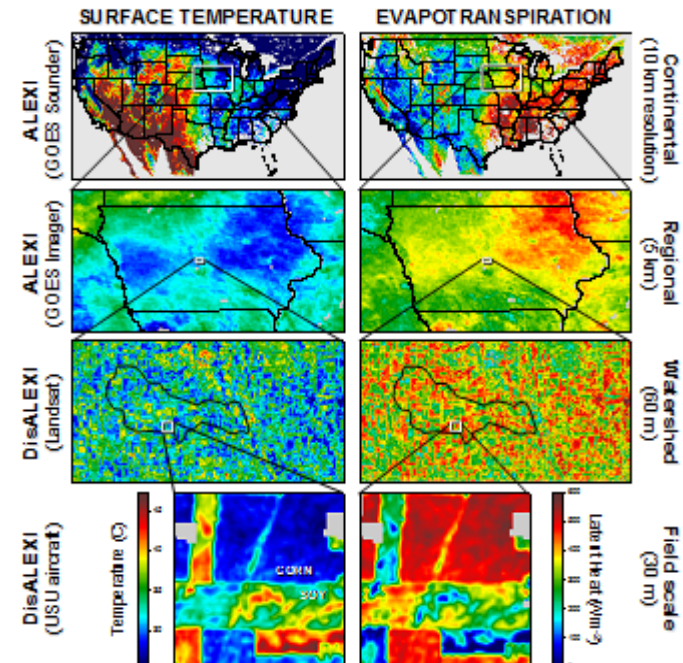 SURFACE TEMPERATURE
EVAPOTRANSPIRATION
ALEXI
(GOES Sounder)
Continental
(10 km resolution)
ALEXI
(GOES Imager)
Regional
(5 km)
DisALEXI
(Landsat)
Watershed
(60 m)
DisALEXI
(USU aircraft)
Temperature (C)
CORN
SOY
Latent Heat (Wm-2)
Field scale
(30 m)